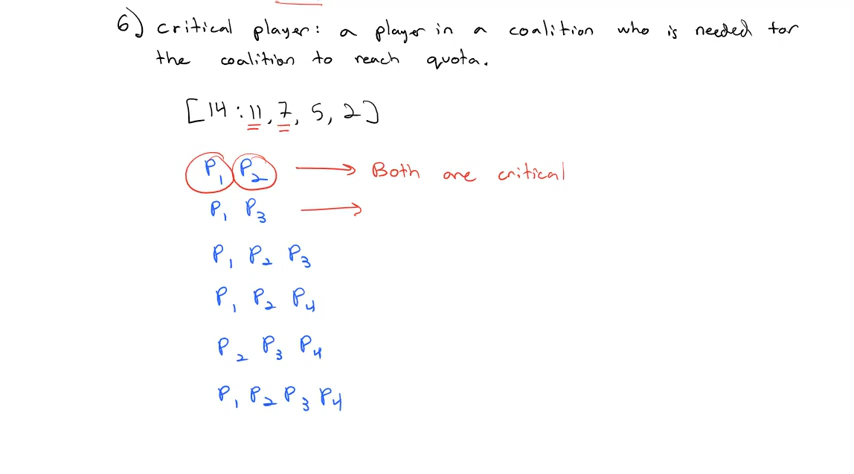 6) critical player: a player in a coalition who is needed for
the coalition to reach quota.
[14: 11, 7, 5, 2]
P₁ P₂ → Both are critical
P₁ P₃ →
P₁ P₂ P₃
P₁ P₂ P₄
P₂ P₃ P₄
P₁ P₂ P₃ P₄